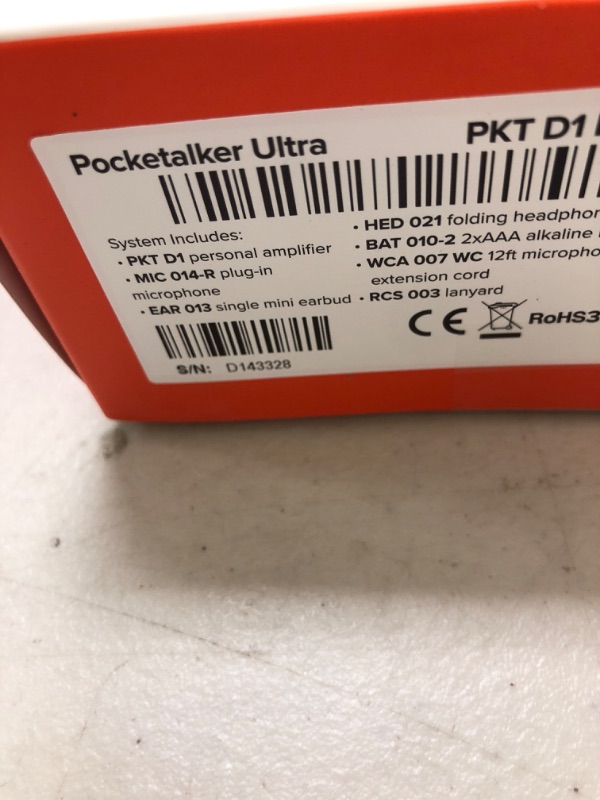 Pocketalker Ultra
PKT D1
System Includes:
• PKT D1 personal amplifier
• MIC 014-R plug-in
microphone
• EAR 013 single mini earbud
• HED 021 folding
• BAT 010-2 2xAAA alkaline
• WCA 007 WC 12ft
extension cord
• RCS 003 lanyard
CE RoHS3
S/N: D143328